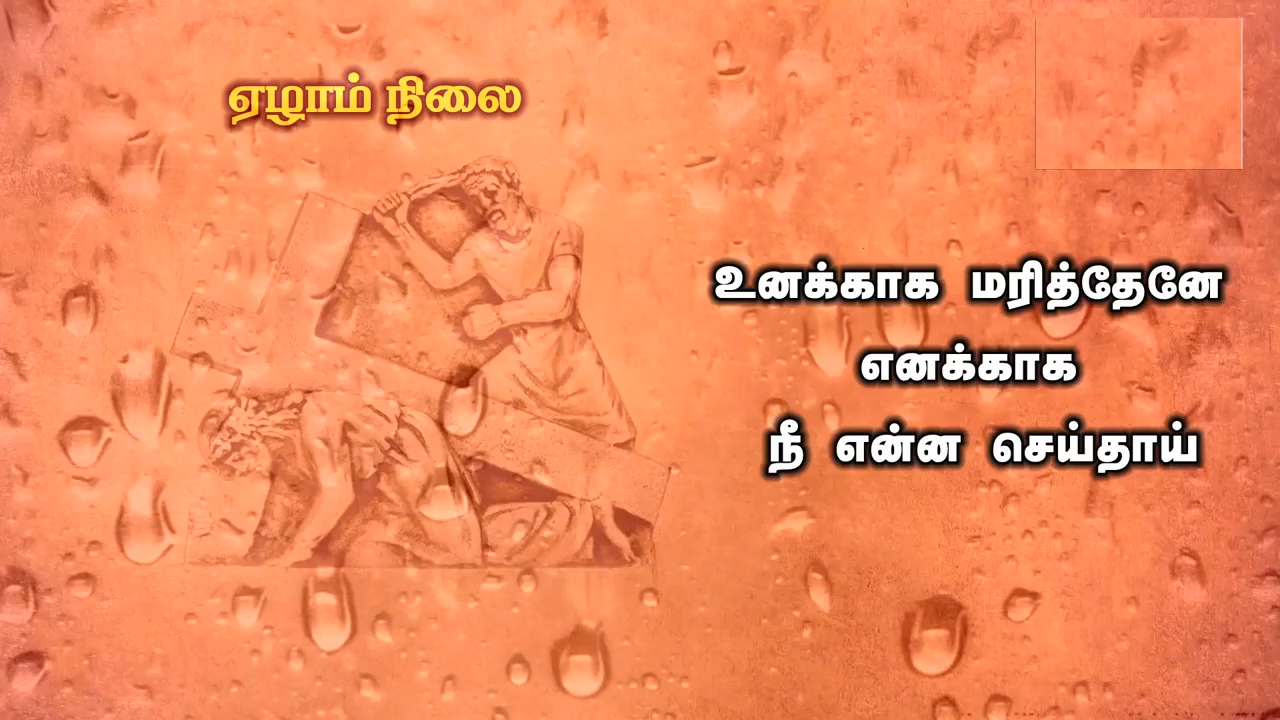 ஏழாம் நிலை
உனக்காக மரித்தேனே
எனக்காக
நீ என்ன செய்தாய்